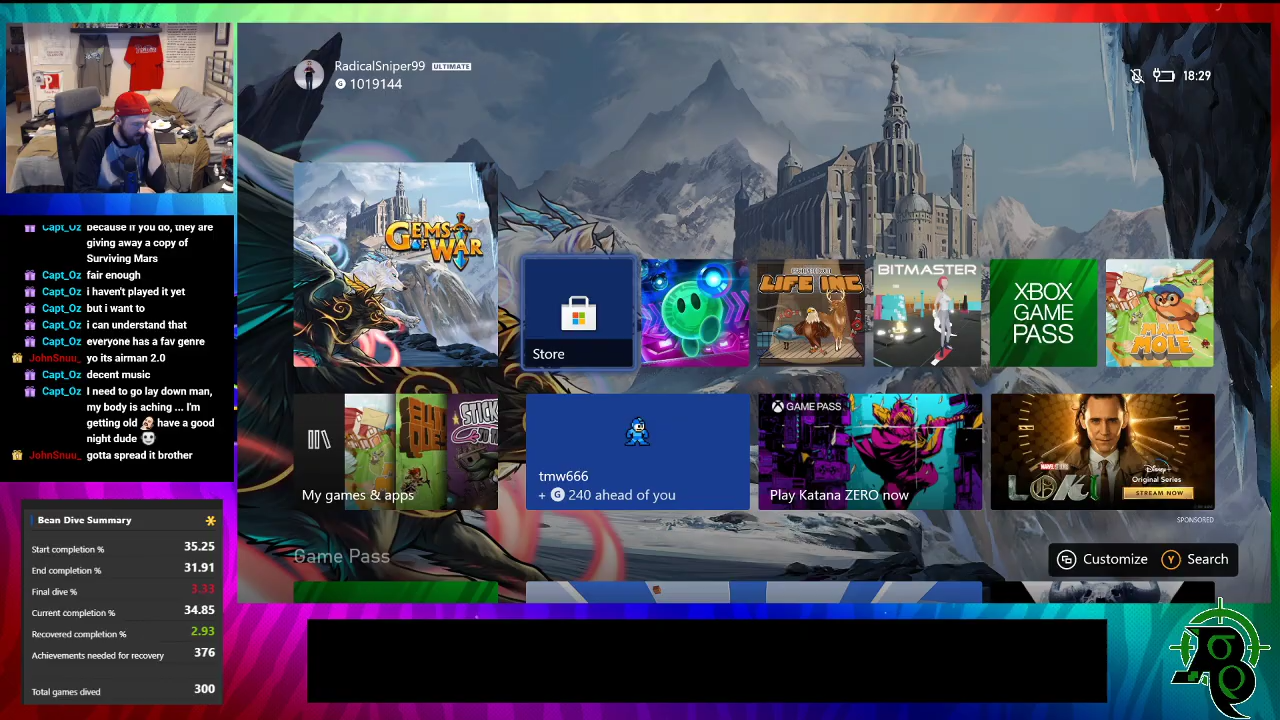 RadicalSniper99 ULTIMATE
G 1019144
18:29
Capt_Oz because if you do, they are
giving away a copy of
Surviving Mars
Capt_Oz fair enough
Capt_Oz i haven't played it yet
Capt_Oz but i want to
Capt_Oz i can understand that
Capt_Oz everyone has a fav genre
JohnSnuu_ yo its airman 2.0
Capt_Oz decent music
Capt_Oz I need to go lay down man,
my body is aching ... I'm
getting old have a good
night dude
JohnSnuu_ gotta spread it brother
GEMS
OF WAR
Store
LIFE INC
BITMASTER
XBOX
GAME
PASS
MAIL
MOLE
My games & apps
tmw666
+ G 240 ahead of you
GAME PASS
Play Katana ZERO now
MARVEL STUDIOS
LOKI
Disney+
Original Series
STREAM NOW
SPONSORED
Game Pass
Customize
Y Search
Bean Dive Summary
Start completion % 35.25
End completion % 31.91
Final dive % 3.33
Current completion % 34.85
Recovered completion % 2.93
Achievements needed for recovery 376
Total games dived 300